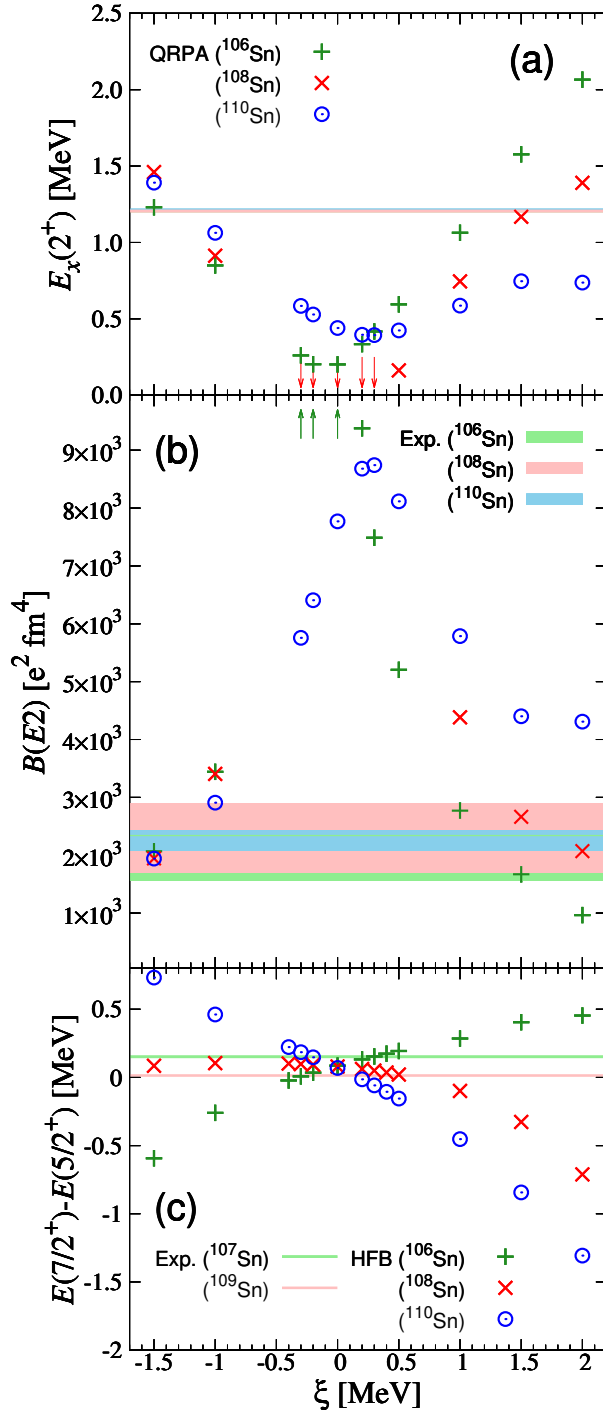 (a)
QRPA (¹⁰⁶Sn)
(¹⁰⁸Sn)
(¹¹⁰Sn)
2.5
2.0
1.5
1.0
0.5
0.0
Eₓ(2⁺) [MeV]
(b)
Exp. (¹⁰⁶Sn)
(¹⁰⁸Sn)
(¹¹⁰Sn)
9×10³
8×10³
7×10³
6×10³
5×10³
4×10³
3×10³
2×10³
1×10³
B(E2) [e² fm⁴]
0.5
0
-0.5
-1
-1.5
-2
E(7/2⁺)-E(5/2⁺) [MeV]
(c)
Exp. (¹⁰⁷Sn)
(¹⁰⁹Sn)
HFB (¹⁰⁶Sn)
(¹⁰⁸Sn)
(¹¹⁰Sn)
-1.5 -1 -0.5 0 0.5 1 1.5 2
ξ [MeV]